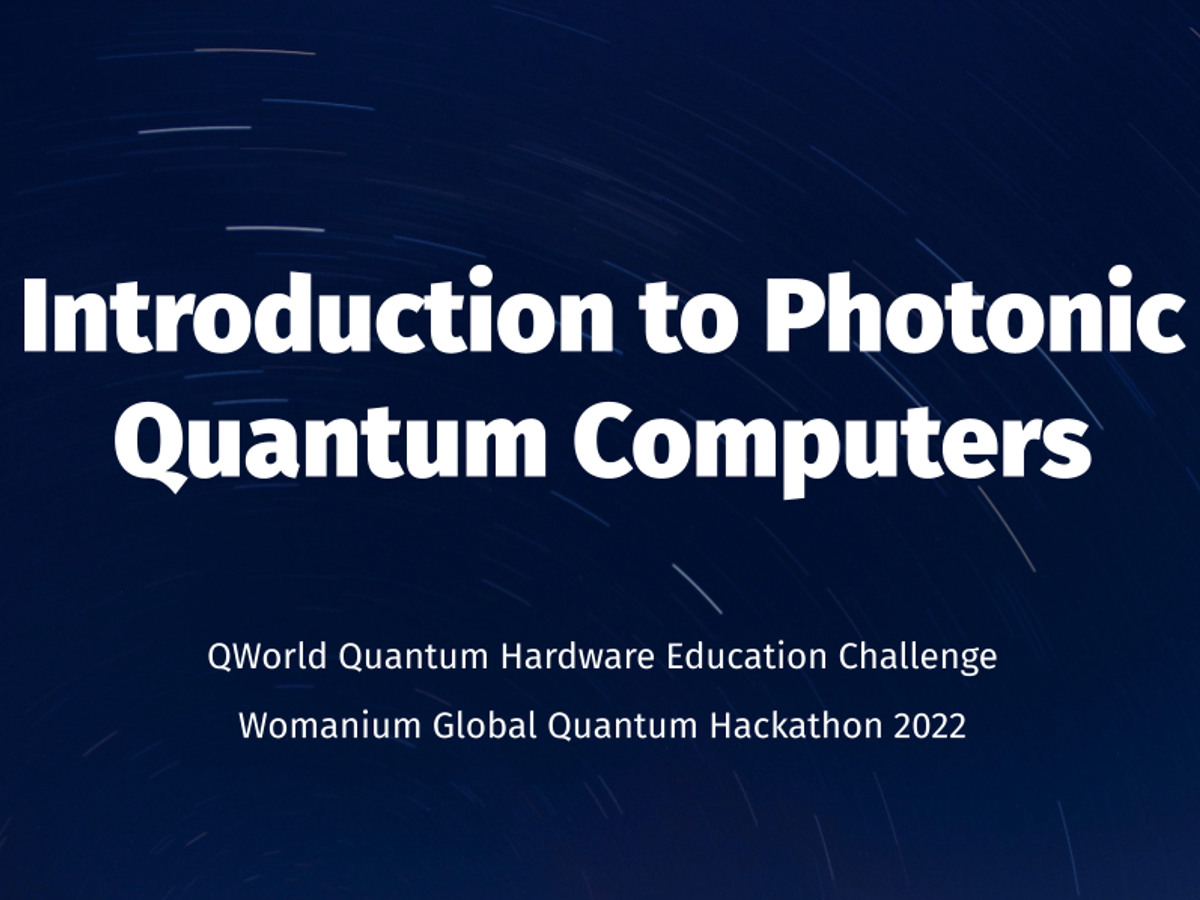 Introduction to Photonic
Quantum Computers
QWorld Quantum Hardware Education Challenge
Womanium Global Quantum Hackathon 2022